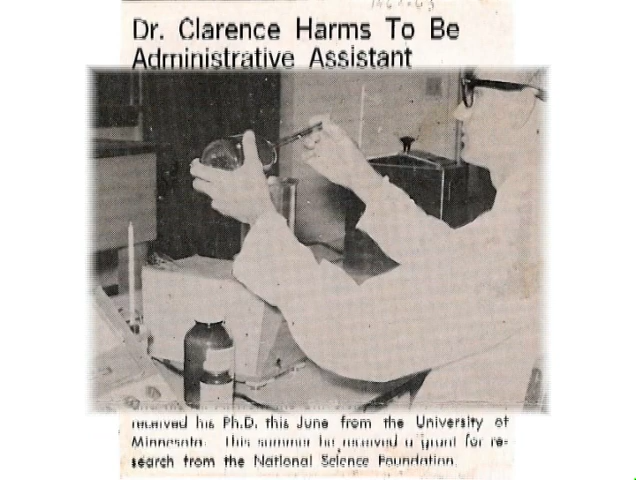 Dr. Clarence Harms To Be
Administrative Assistant
received his Ph.D. this June from the University of
Minnesota. This summer he received a grant for re-
search from the National Science Foundation.